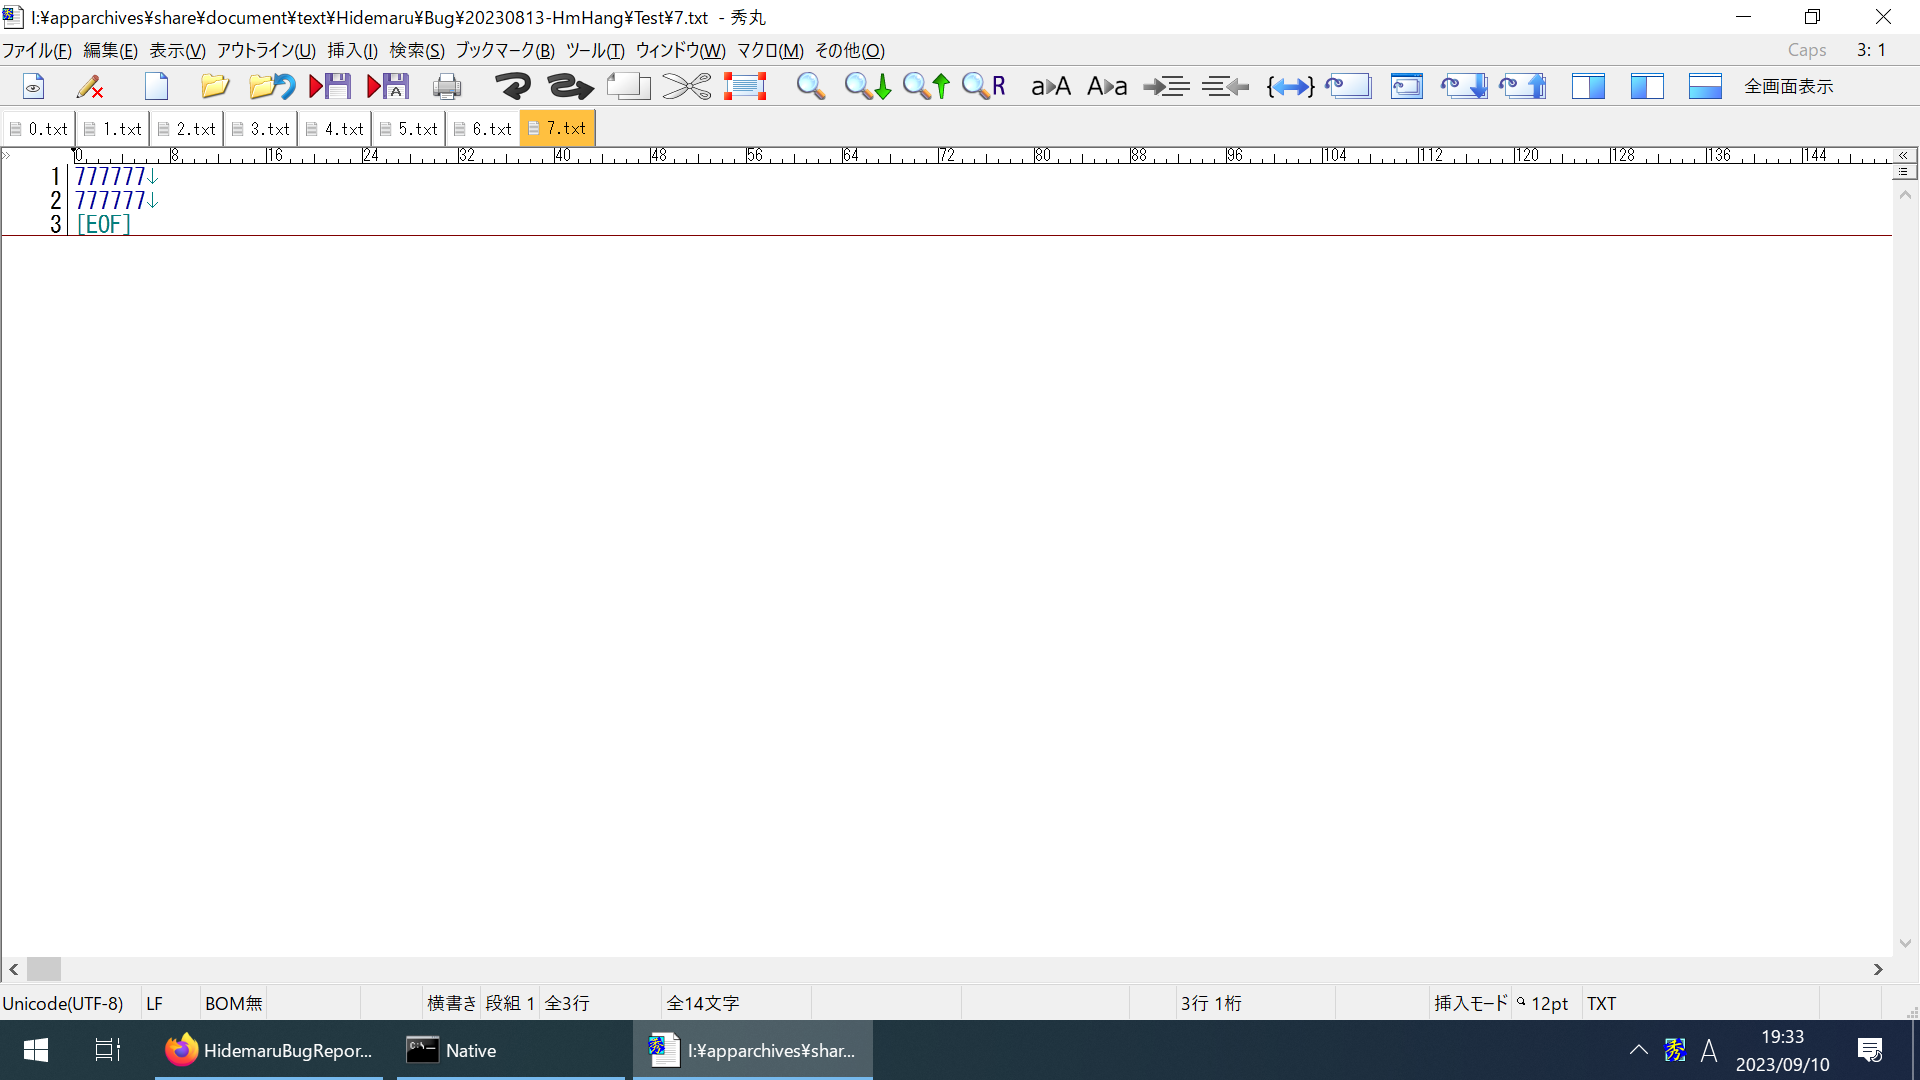 I:¥apparchives¥share¥document¥text¥Hidemaru¥Bug¥20230813-HmHang¥Test¥7.txt - 秀丸
ファイル(F) 編集(E) 表示(V) アウトライン(U) 挿入(I) 検索(S) ブックマーク(B) ツール(T) ウィンドウ(W) マクロ(M) その他(O) Caps 3: 1
A R a▸A A▸a 全画面表示
0.txt 1.txt 2.txt 3.txt 4.txt 5.txt 6.txt 7.txt
0 8 16 24 32 40 48 56 64 72 80 88 96 104 112 120 128 136 144
1 777777↓
2 777777↓
3 [EOF]
Unicode(UTF-8) LF BOM無 横書き 段組 1 全3行 全14文字 3行 1桁 挿入モード 12pt TXT
HidemaruBugRepor... Native I:¥apparchives¥shar... 秀 A 19:33
2023/09/10